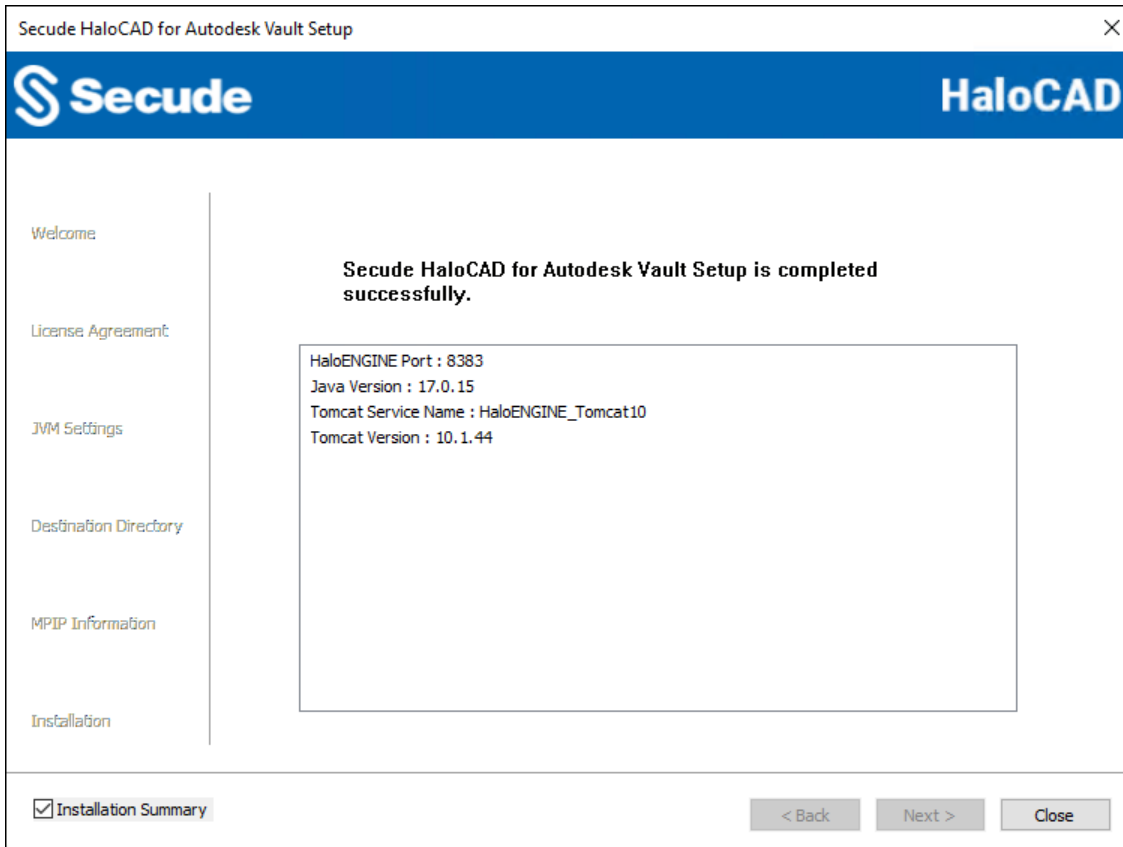 Secude HaloCAD for Autodesk Vault Setup
Secude
HaloCAD
Welcome
License Agreement
JVM Settings
Destination Directory
MPIP Information
Installation
Secude HaloCAD for Autodesk Vault Setup is completed
successfully.
HaloENGINE Port : 8383
Java Version : 17.0.15
Tomcat Service Name : HaloENGINE_Tomcat10
Tomcat Version : 10.1.44
Installation Summary
< Back
Next >
Close